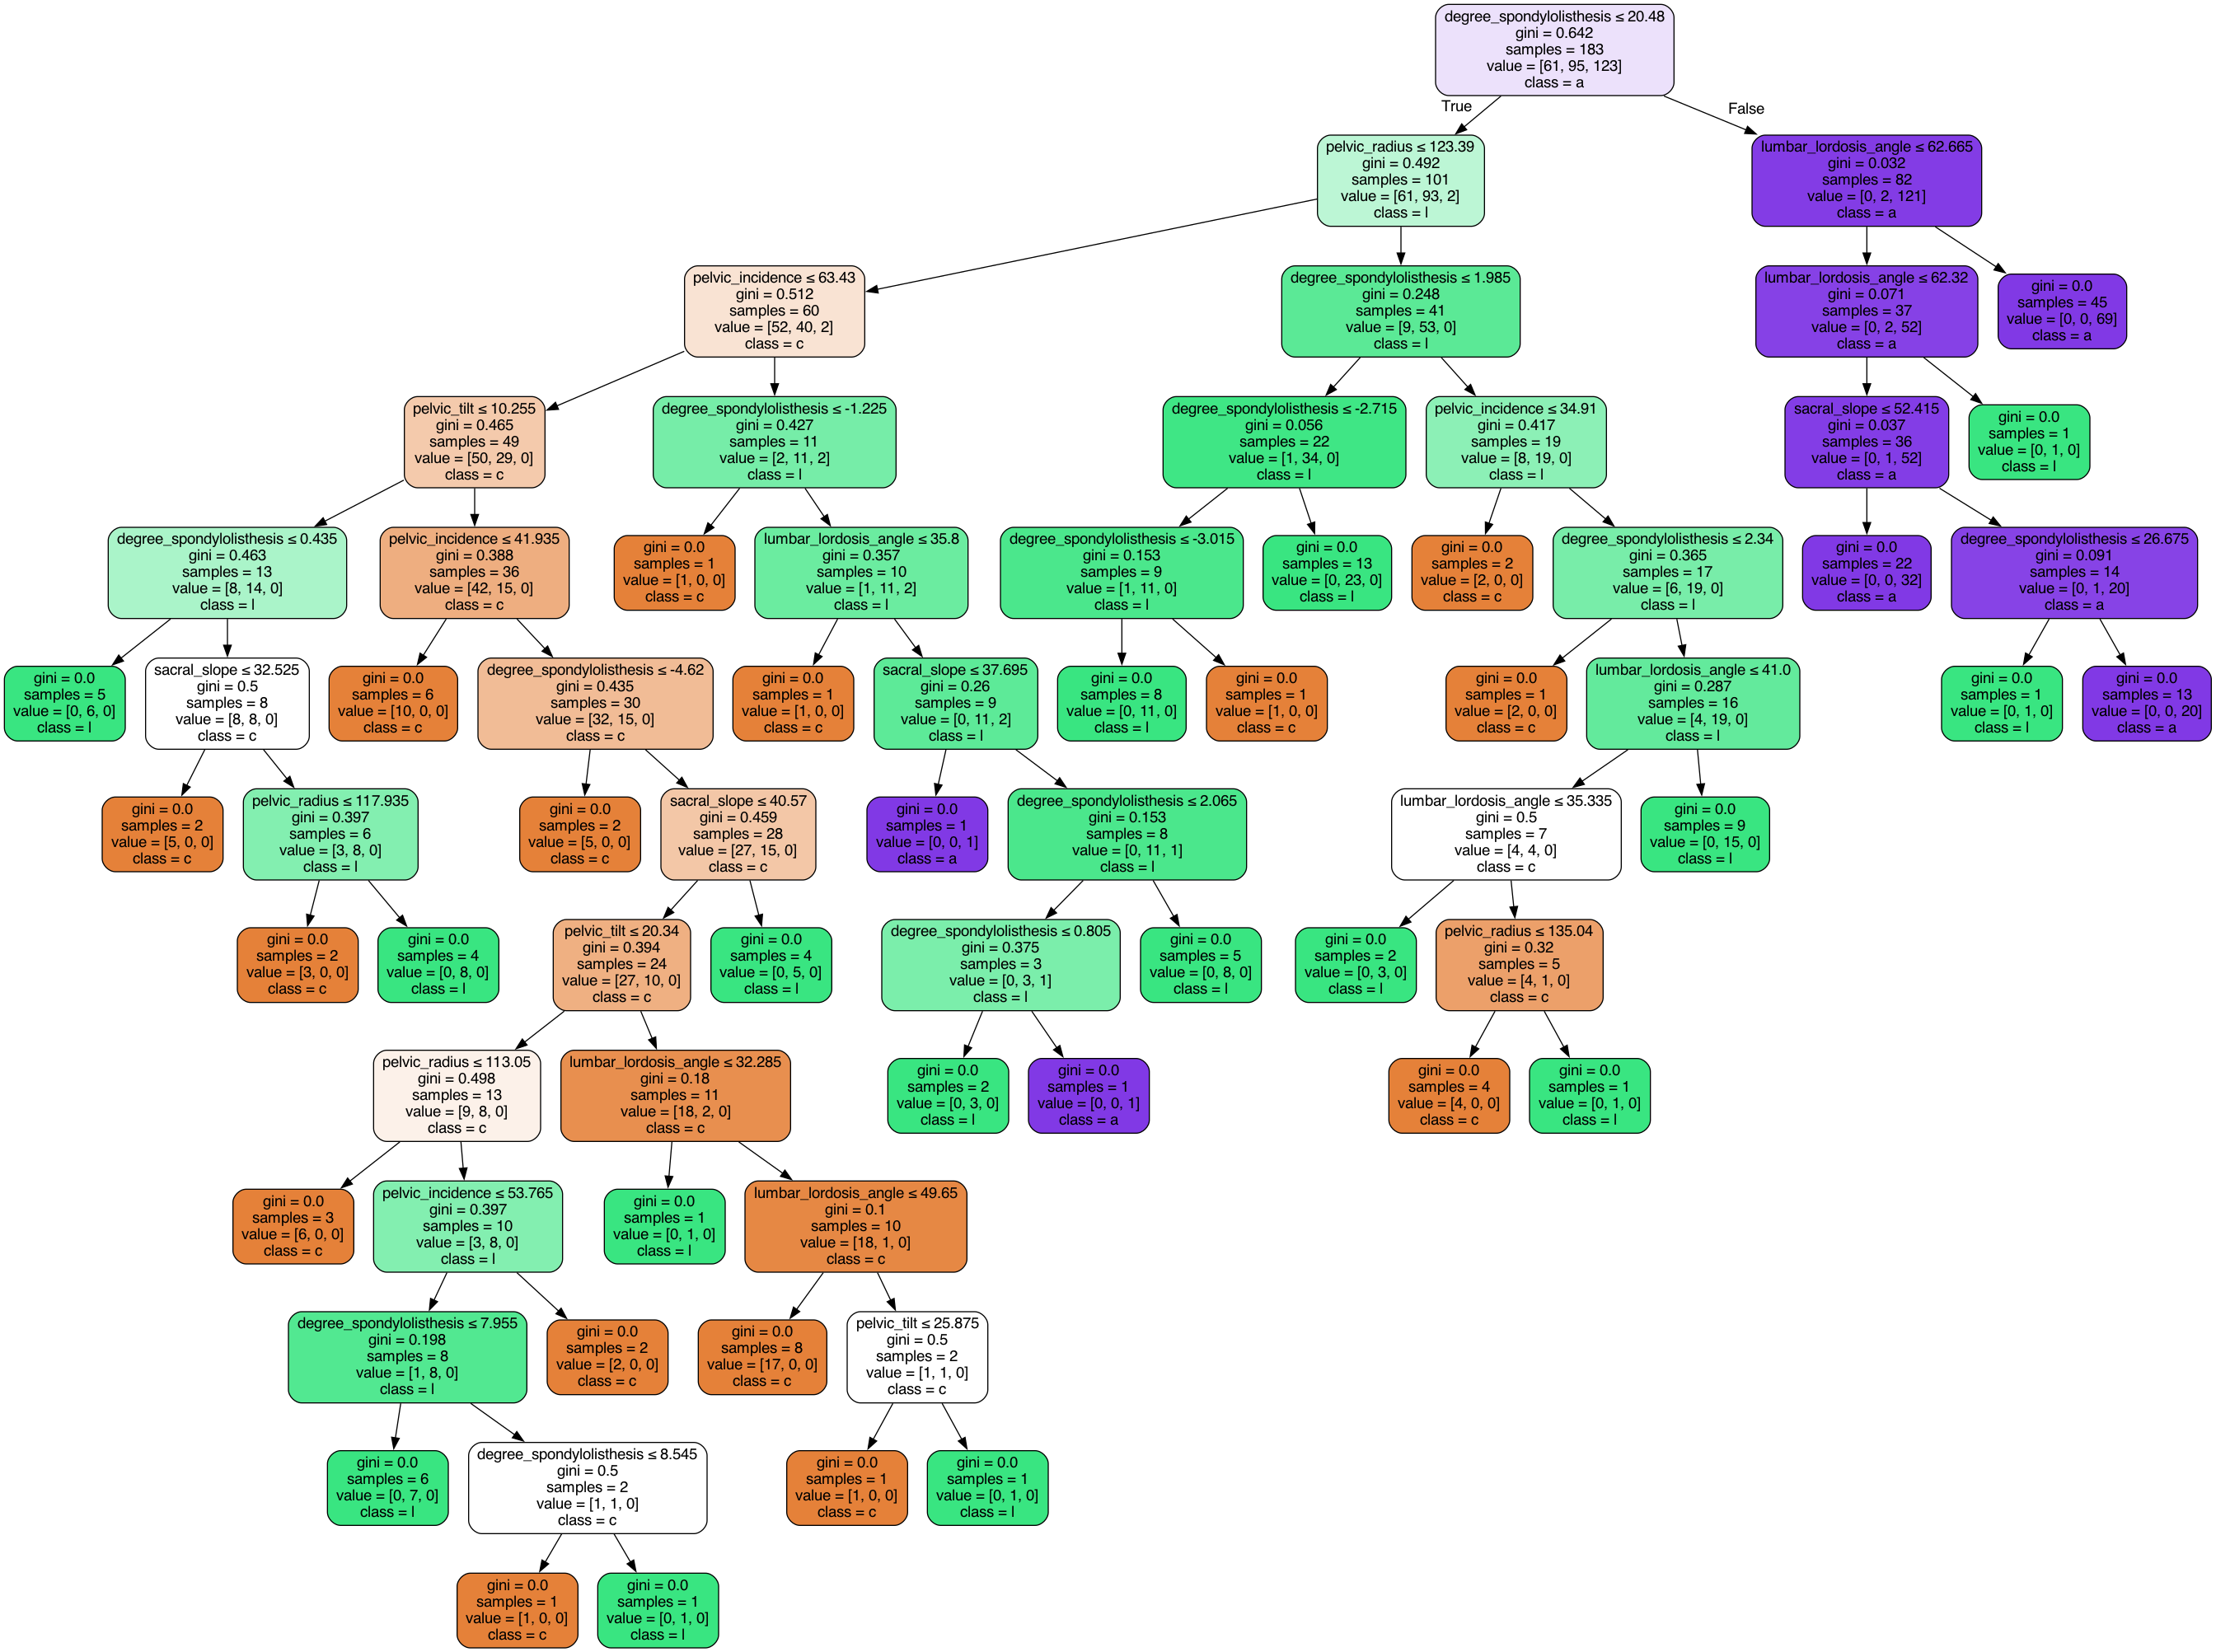 degree_spondylolisthesis ≤ 20.48
gini = 0.642
samples = 183
value = [61, 95, 123]
class = a
True
False
pelvic_radius ≤ 123.39
gini = 0.492
samples = 101
value = [61, 93, 2]
class = l
lumbar_lordosis_angle ≤ 62.665
gini = 0.032
samples = 82
value = [0, 2, 121]
class = a
pelvic_incidence ≤ 63.43
gini = 0.512
samples = 60
value = [52, 40, 2]
class = c
degree_spondylolisthesis ≤ 1.985
gini = 0.248
samples = 41
value = [9, 53, 0]
class = l
lumbar_lordosis_angle ≤ 62.32
gini = 0.071
samples = 37
value = [0, 2, 52]
class = a
gini = 0.0
samples = 45
value = [0, 0, 69]
class = a
pelvic_tilt ≤ 10.255
gini = 0.465
samples = 49
value = [50, 29, 0]
class = c
degree_spondylolisthesis ≤ -1.225
gini = 0.427
samples = 11
value = [2, 11, 2]
class = l
degree_spondylolisthesis ≤ -2.715
gini = 0.056
samples = 22
value = [1, 34, 0]
class = l
pelvic_incidence ≤ 34.91
gini = 0.417
samples = 19
value = [8, 19, 0]
class = l
sacral_slope ≤ 52.415
gini = 0.037
samples = 36
value = [0, 1, 52]
class = a
gini = 0.0
samples = 1
value = [0, 1, 0]
class = l
degree_spondylolisthesis ≤ 0.435
gini = 0.463
samples = 13
value = [8, 14, 0]
class = l
pelvic_incidence ≤ 41.935
gini = 0.388
samples = 36
value = [42, 15, 0]
class = c
gini = 0.0
samples = 1
value = [1, 0, 0]
class = c
lumbar_lordosis_angle ≤ 35.8
gini = 0.357
samples = 10
value = [1, 11, 2]
class = l
degree_spondylolisthesis ≤ -3.015
gini = 0.153
samples = 9
value = [1, 11, 0]
class = l
gini = 0.0
samples = 13
value = [0, 23, 0]
class = l
gini = 0.0
samples = 2
value = [2, 0, 0]
class = c
degree_spondylolisthesis ≤ 2.34
gini = 0.365
samples = 17
value = [6, 19, 0]
class = l
gini = 0.0
samples = 22
value = [0, 0, 32]
class = a
degree_spondylolisthesis ≤ 26.675
gini = 0.091
samples = 14
value = [0, 1, 20]
class = a
gini = 0.0
samples = 5
value = [0, 6, 0]
class = l
sacral_slope ≤ 32.525
gini = 0.5
samples = 8
value = [8, 8, 0]
class = c
gini = 0.0
samples = 6
value = [10, 0, 0]
class = c
degree_spondylolisthesis ≤ -4.62
gini = 0.435
samples = 30
value = [32, 15, 0]
class = c
gini = 0.0
samples = 1
value = [1, 0, 0]
class = c
sacral_slope ≤ 37.695
gini = 0.26
samples = 9
value = [0, 11, 2]
class = l
gini = 0.0
samples = 8
value = [0, 11, 0]
class = l
gini = 0.0
samples = 1
value = [1, 0, 0]
class = c
gini = 0.0
samples = 1
value = [2, 0, 0]
class = c
lumbar_lordosis_angle ≤ 41.0
gini = 0.287
samples = 16
value = [4, 19, 0]
class = l
gini = 0.0
samples = 1
value = [0, 1, 0]
class = l
gini = 0.0
samples = 13
value = [0, 0, 20]
class = a
gini = 0.0
samples = 2
value = [5, 0, 0]
class = c
pelvic_radius ≤ 117.935
gini = 0.397
samples = 6
value = [3, 8, 0]
class = l
gini = 0.0
samples = 2
value = [5, 0, 0]
class = c
sacral_slope ≤ 40.57
gini = 0.459
samples = 28
value = [27, 15, 0]
class = c
gini = 0.0
samples = 1
value = [0, 0, 1]
class = a
degree_spondylolisthesis ≤ 2.065
gini = 0.153
samples = 8
value = [0, 11, 1]
class = l
lumbar_lordosis_angle ≤ 35.335
gini = 0.5
samples = 7
value = [4, 4, 0]
class = c
gini = 0.0
samples = 9
value = [0, 15, 0]
class = l
gini = 0.0
samples = 2
value = [3, 0, 0]
class = c
gini = 0.0
samples = 4
value = [0, 8, 0]
class = l
pelvic_tilt ≤ 20.34
gini = 0.394
samples = 24
value = [27, 10, 0]
class = c
gini = 0.0
samples = 4
value = [0, 5, 0]
class = l
degree_spondylolisthesis ≤ 0.805
gini = 0.375
samples = 3
value = [0, 3, 1]
class = l
gini = 0.0
samples = 5
value = [0, 8, 0]
class = l
gini = 0.0
samples = 2
value = [0, 3, 0]
class = l
pelvic_radius ≤ 135.04
gini = 0.32
samples = 5
value = [4, 1, 0]
class = c
pelvic_radius ≤ 113.05
gini = 0.498
samples = 13
value = [9, 8, 0]
class = c
lumbar_lordosis_angle ≤ 32.285
gini = 0.18
samples = 11
value = [18, 2, 0]
class = c
gini = 0.0
samples = 2
value = [0, 3, 0]
class = l
gini = 0.0
samples = 1
value = [0, 0, 1]
class = a
gini = 0.0
samples = 4
value = [4, 0, 0]
class = c
gini = 0.0
samples = 1
value = [0, 1, 0]
class = l
gini = 0.0
samples = 3
value = [6, 0, 0]
class = c
pelvic_incidence ≤ 53.765
gini = 0.397
samples = 10
value = [3, 8, 0]
class = l
gini = 0.0
samples = 1
value = [0, 1, 0]
class = l
lumbar_lordosis_angle ≤ 49.65
gini = 0.1
samples = 10
value = [18, 1, 0]
class = c
degree_spondylolisthesis ≤ 7.955
gini = 0.198
samples = 8
value = [1, 8, 0]
class = l
gini = 0.0
samples = 2
value = [2, 0, 0]
class = c
gini = 0.0
samples = 8
value = [17, 0, 0]
class = c
pelvic_tilt ≤ 25.875
gini = 0.5
samples = 2
value = [1, 1, 0]
class = c
gini = 0.0
samples = 6
value = [0, 7, 0]
class = l
degree_spondylolisthesis ≤ 8.545
gini = 0.5
samples = 2
value = [1, 1, 0]
class = c
gini = 0.0
samples = 1
value = [1, 0, 0]
class = c
gini = 0.0
samples = 1
value = [0, 1, 0]
class = l
gini = 0.0
samples = 1
value = [1, 0, 0]
class = c
gini = 0.0
samples = 1
value = [0, 1, 0]
class = l